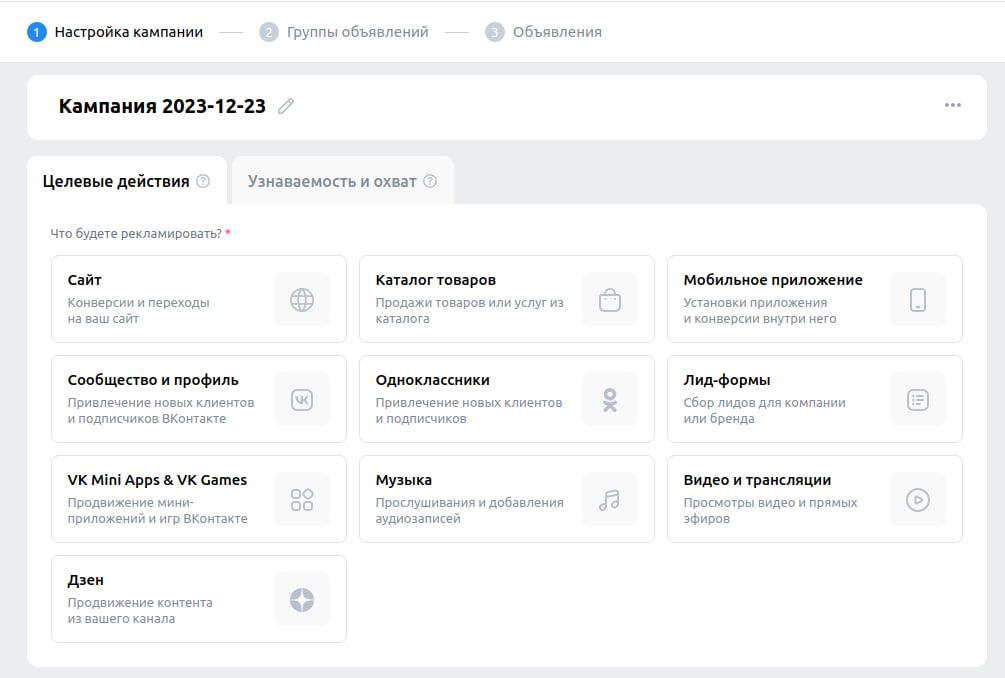 1 Настройка кампании 2 Группы объявлений 3 Объявления
Кампания 2023-12-23
Целевые действия ? Узнаваемость и охват ?
Что будете рекламировать? *
Сайт
Конверсии и переходы
на ваш сайт
Каталог товаров
Продажи товаров или услуг из
каталога
Мобильное приложение
Установки приложения
и конверсии внутри него
Сообщество и профиль
Привлечение новых клиентов
и подписчиков ВКонтакте
Одноклассники
Привлечение новых клиентов
и подписчиков
Лид-формы
Сбор лидов для компании
или бренда
VK Mini Apps & VK Games
Продвижение мини-
приложений и игр ВКонтакте
Музыка
Прослушивания и добавления
аудиозаписей
Видео и трансляции
Просмотры видео и прямых
эфиров
Дзен
Продвижение контента
из вашего канала